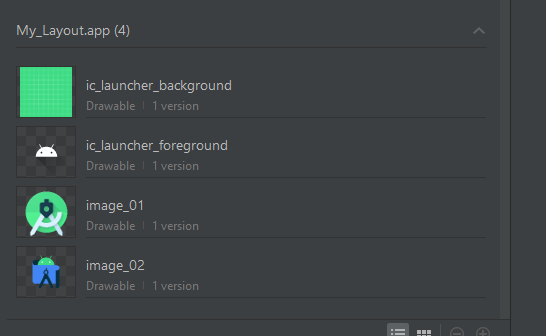 My_Layout.app (4)
ic_launcher_background
Drawable | 1 version
ic_launcher_foreground
Drawable | 1 version
image_01
Drawable | 1 version
image_02
Drawable | 1 version